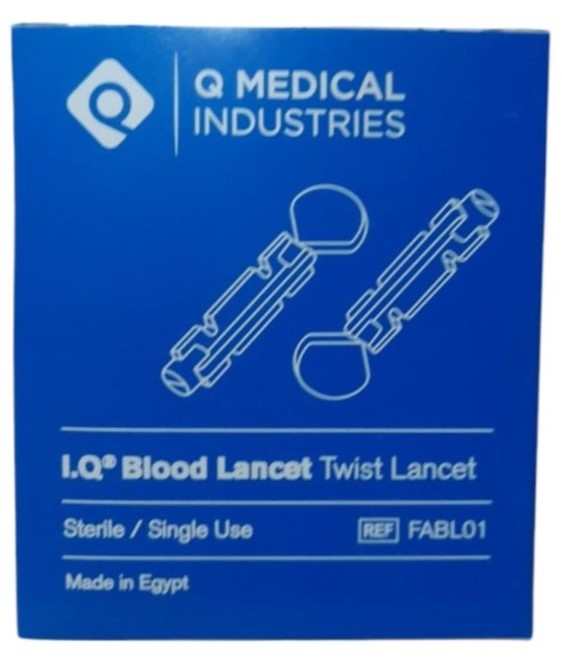 Q MEDICAL
INDUSTRIES
I.Q® Blood Lancet Twist Lancet
Sterile / Single Use REF FABL01
Made in Egypt